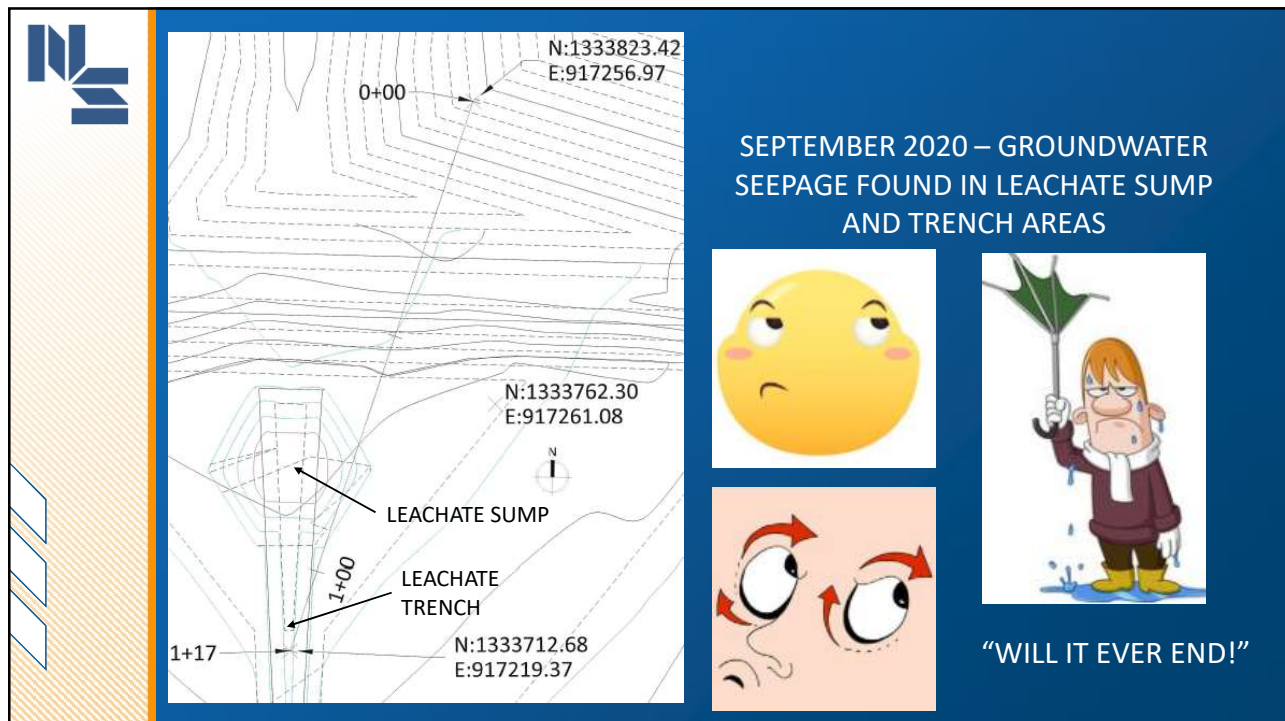 NS
N:1333823.42
E:917256.97
0+00
N:1333762.30
E:917261.08
N
LEACHATE SUMP
LEACHATE
TRENCH
1+00
1+17
N:1333712.68
E:917219.37
SEPTEMBER 2020 – GROUNDWATER
SEEPAGE FOUND IN LEACHATE SUMP
AND TRENCH AREAS
“WILL IT EVER END!”